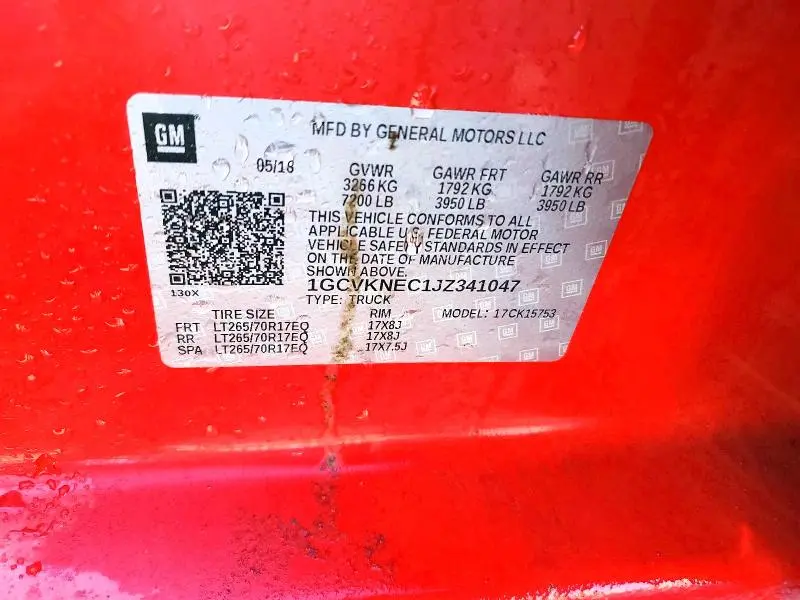 GM
MFD BY GENERAL MOTORS LLC
05/18 GVWR GAWR FRT GAWR RR
3266 KG 1792 KG 1792 KG
7200 LB 3950 LB 3950 LB
THIS VEHICLE CONFORMS TO ALL
APPLICABLE U.S. FEDERAL MOTOR
VEHICLE SAFETY STANDARDS IN EFFECT
ON THE DATE OF MANUFACTURE
SHOWN ABOVE.
1GCVKNEC1JZ341047
130X
TYPE: TRUCK
TIRE SIZE RIM MODEL: 17CK15753
FRT LT265/70R17EQ 17X8J
RR LT265/70R17EQ 17X8J
SPA LT265/70R17EQ 17X7.5J